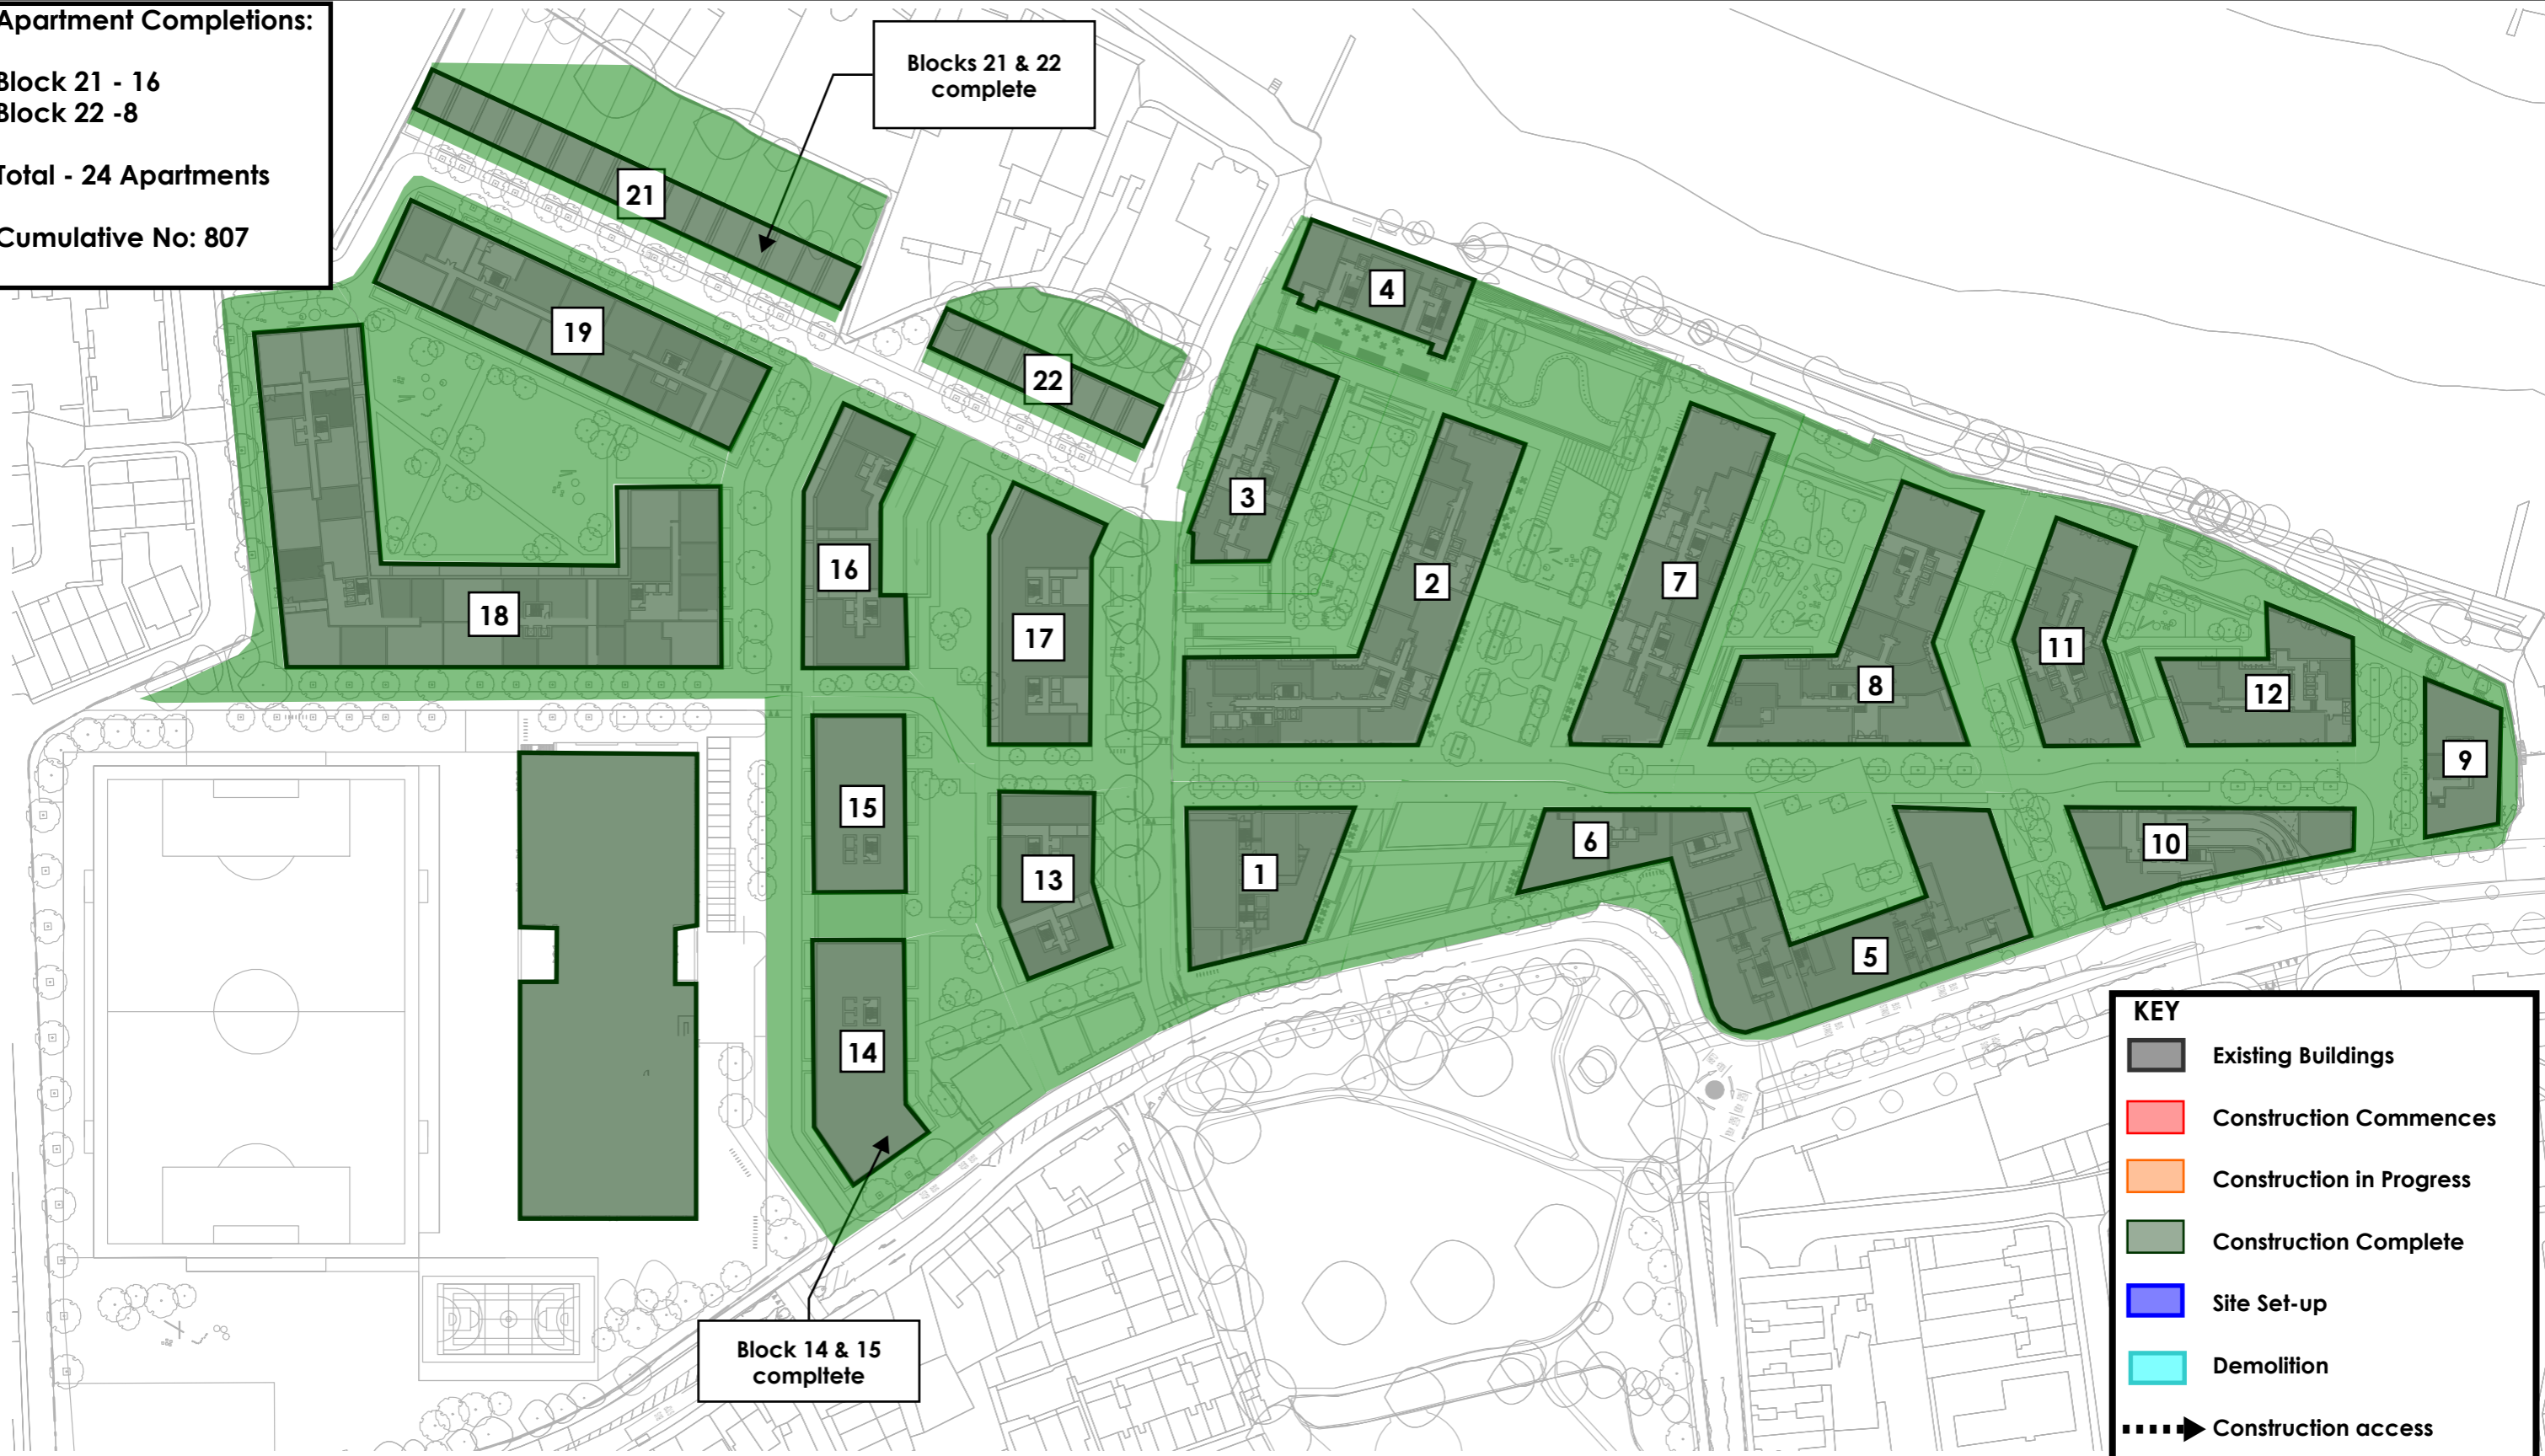 Apartment Completions:
Block 21 - 16
Block 22 -8
Total - 24 Apartments
Cumulative No: 807
Blocks 21 & 22
complete
21
4
19
22
3
2
7
16
18
17
11
8
12
9
15
6
10
13
1
5
14
Block 14 & 15
compltete
KEY
Existing Buildings
Construction Commences
Construction in Progress
Construction Complete
Site Set-up
Demolition
Construction access